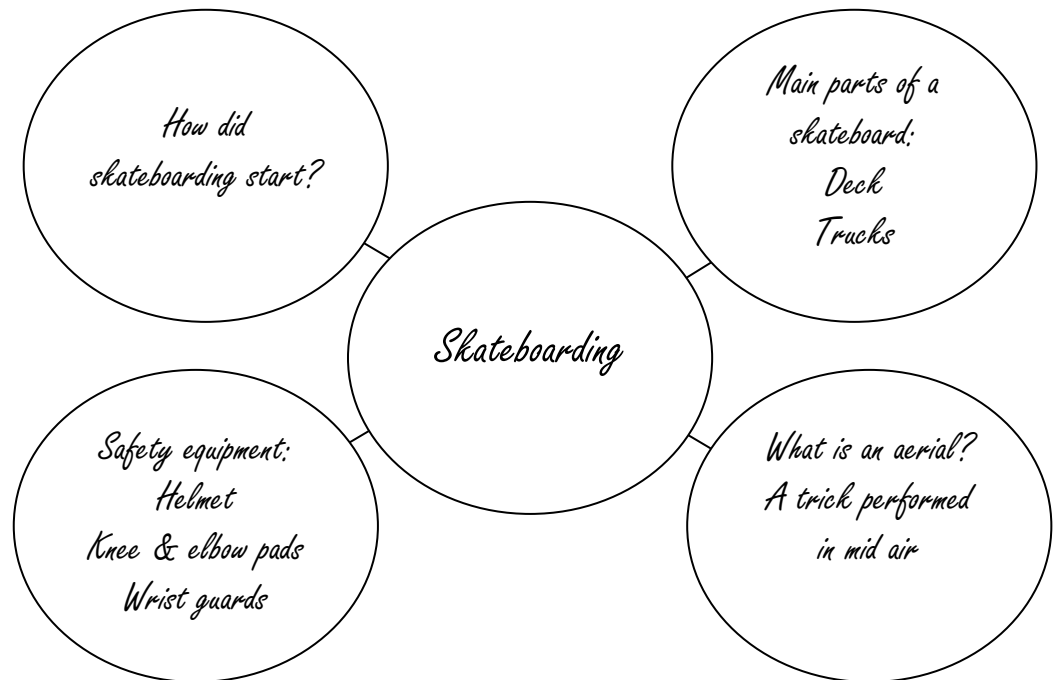 How did
skateboarding start?
Main parts of a
skateboard:
Deck
Trucks
Skateboarding
Safety equipment:
Helmet
Knee & elbow pads
Wrist guards
What is an aerial?
A trick performed
in mid air